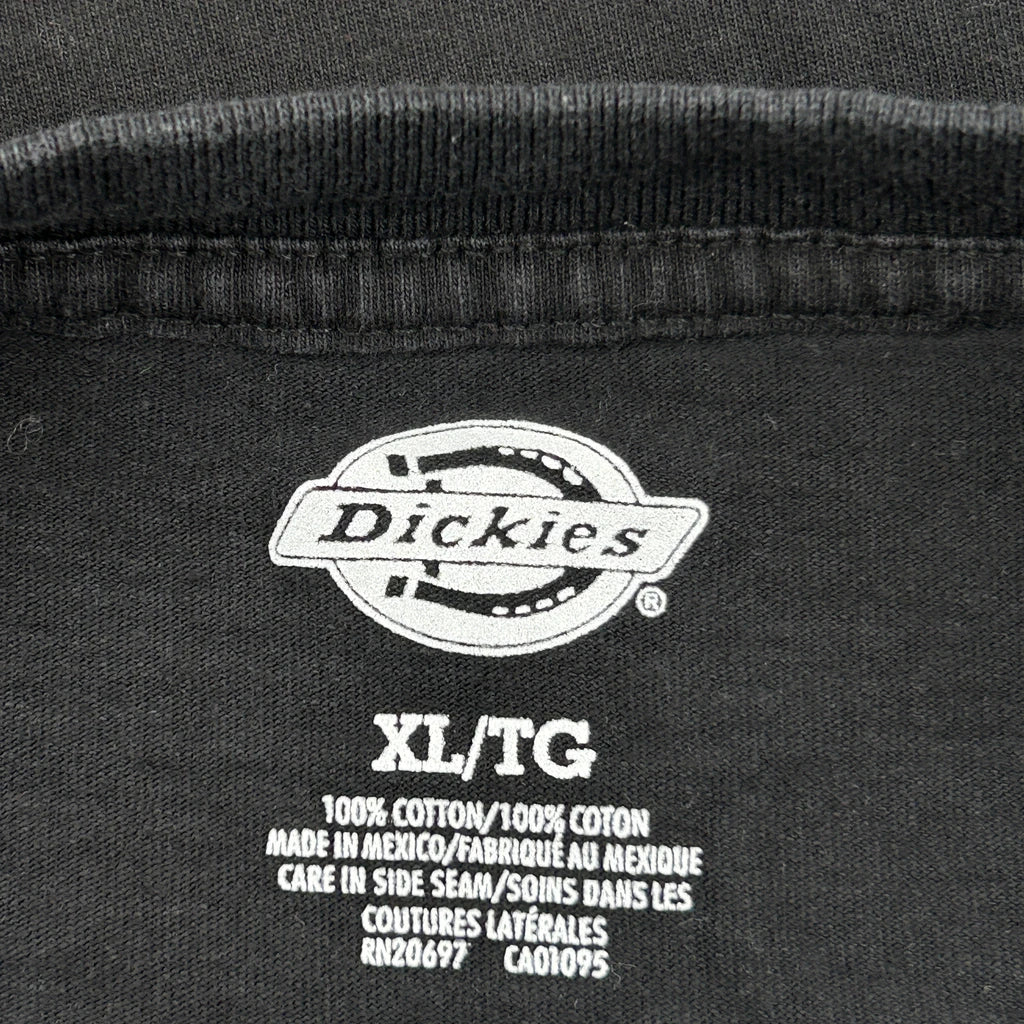 Dickies
®
XL/TG
100% COTTON/100% COTON
MADE IN MEXICO/FABRIQUÉ AU MEXIQUE
CARE IN SIDE SEAM/SOINS DANS LES
COUTURES LATÉRALES
RN20697 CA01095